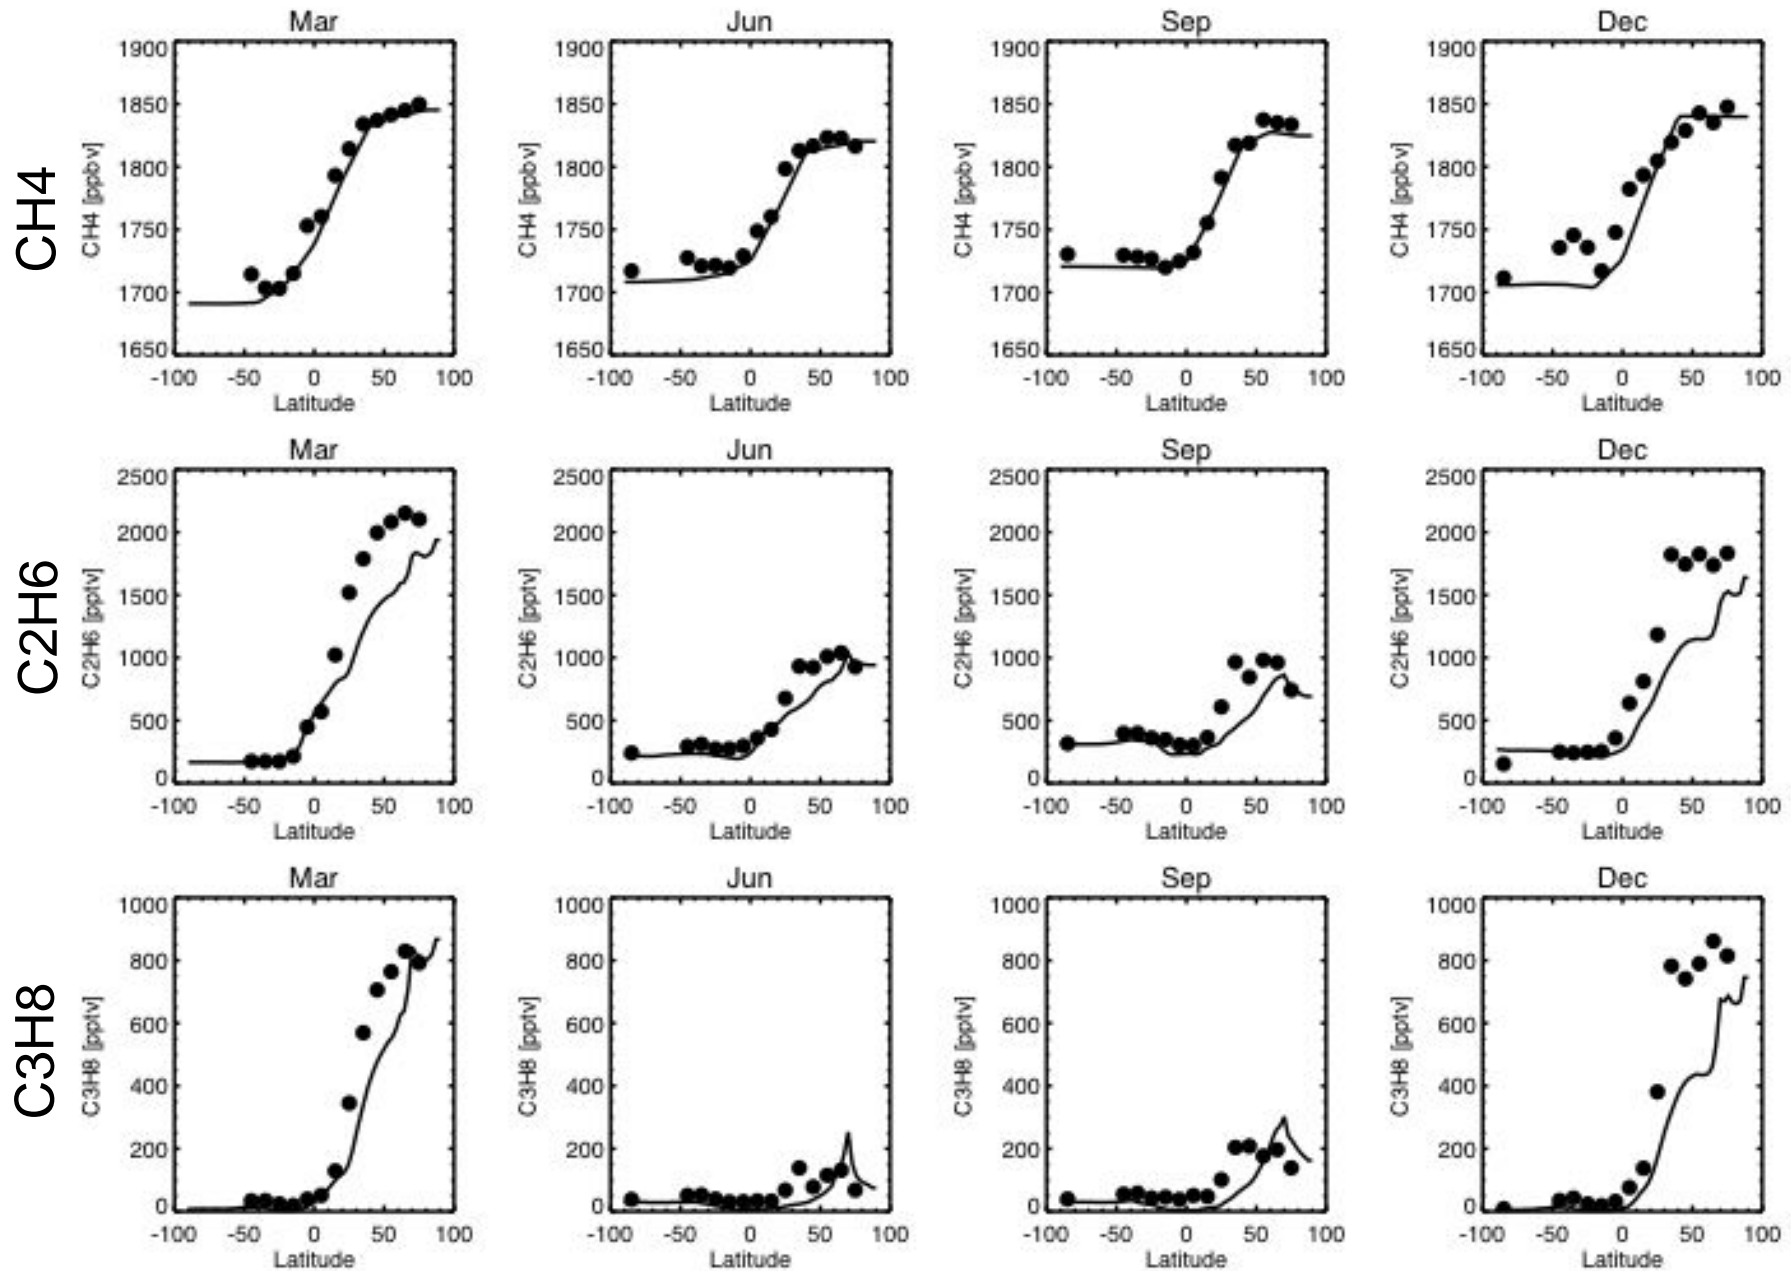 Mar Jun Sep Dec
CH4
CH4 [ppbv] 1900 1850 1800 1750 1700 1650
CH4 [ppbv] 1900 1850 1800 1750 1700 1650
CH4 [ppbv] 1900 1850 1800 1750 1700 1650
CH4 [ppbv] 1900 1850 1800 1750 1700 1650
-100 -50 0 50 100 -100 -50 0 50 100 -100 -50 0 50 100 -100 -50 0 50 100
Latitude Latitude Latitude Latitude
Mar Jun Sep Dec
C2H6
C2H6 [pptv] 2500 2000 1500 1000 500 0
C2H6 [pptv] 2500 2000 1500 1000 500 0
C2H6 [pptv] 2500 2000 1500 1000 500 0
C2H6 [pptv] 2500 2000 1500 1000 500 0
-100 -50 0 50 100 -100 -50 0 50 100 -100 -50 0 50 100 -100 -50 0 50 100
Latitude Latitude Latitude Latitude
Mar Jun Sep Dec
C3H8
C3H8 [pptv] 1000 800 600 400 200 0
C3H8 [pptv] 1000 800 600 400 200 0
C3H8 [pptv] 1000 800 600 400 200 0
C3H8 [pptv] 1000 800 600 400 200 0
-100 -50 0 50 100 -100 -50 0 50 100 -100 -50 0 50 100 -100 -50 0 50 100
Latitude Latitude Latitude Latitude